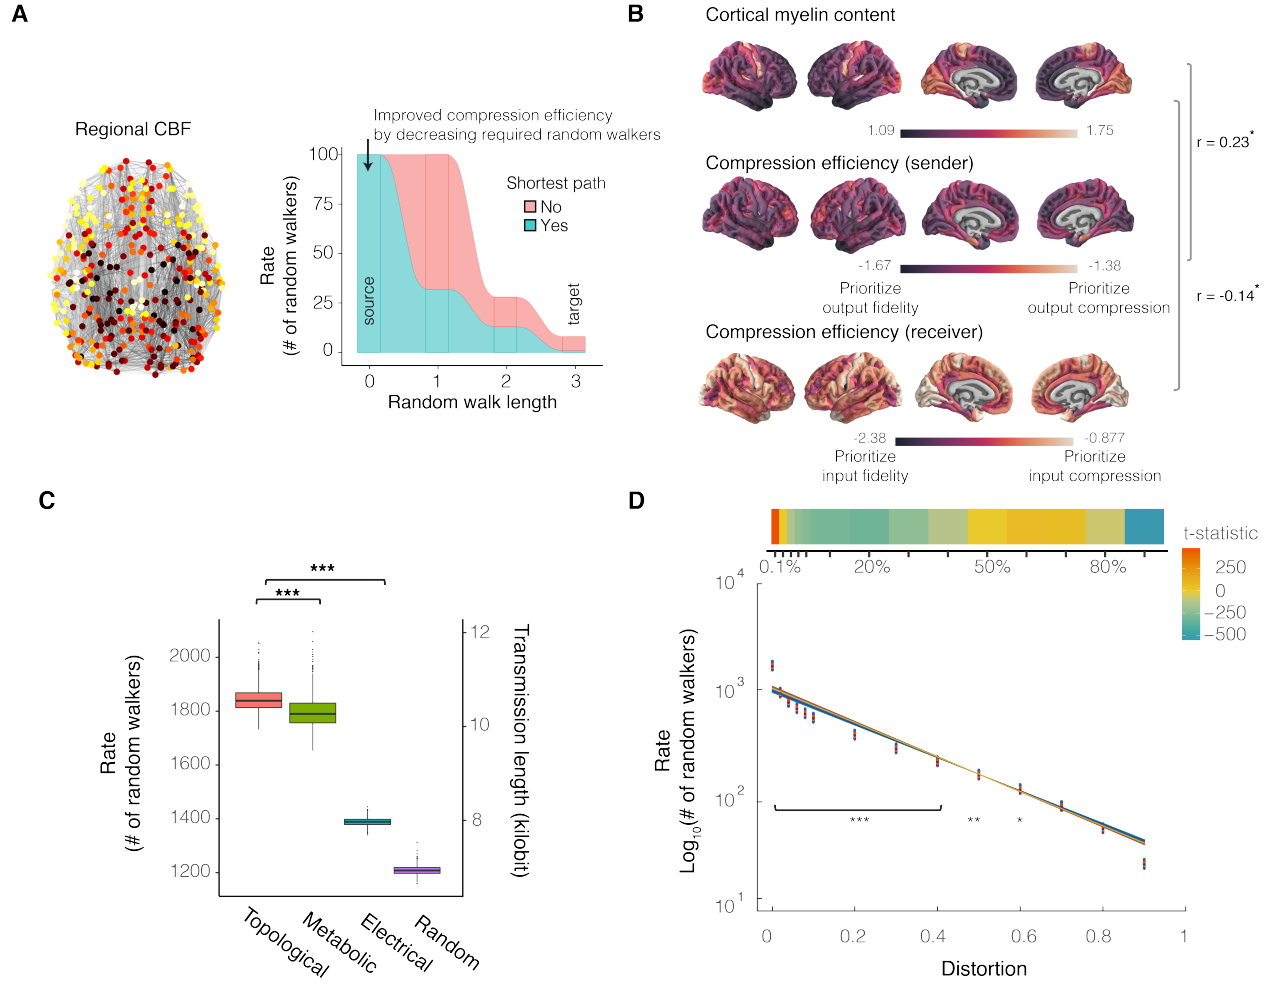 A
Regional CBF
Improved compression efficiency
by decreasing required random walkers
Rate
(# of random walkers)
100
75
50
25
0
source
target
Shortest path
No
Yes
0
1
2
3
Random walk length
B
Cortical myelin content
1.09
1.75
Compression efficiency (sender)
-1.67
-1.38
Prioritize
output fidelity
Prioritize
output compression
Compression efficiency (receiver)
-2.38
-0.877
Prioritize
input fidelity
Prioritize
input compression
r = 0.23*
r = -0.14*
C
***
***
Rate
(# of random walkers)
2000
1800
1600
1400
1200
12
10
8
Transmission length (kilobit)
Topological
Metabolic
Electrical
Random
D
0.1%
20%
50%
80%
t-statistic
250
0
−250
−500
Rate
Log10(# of random walkers)
10^4
10^3
10^2
10^1
***
**
*
0
0.2
0.4
0.6
0.8
1
Distortion